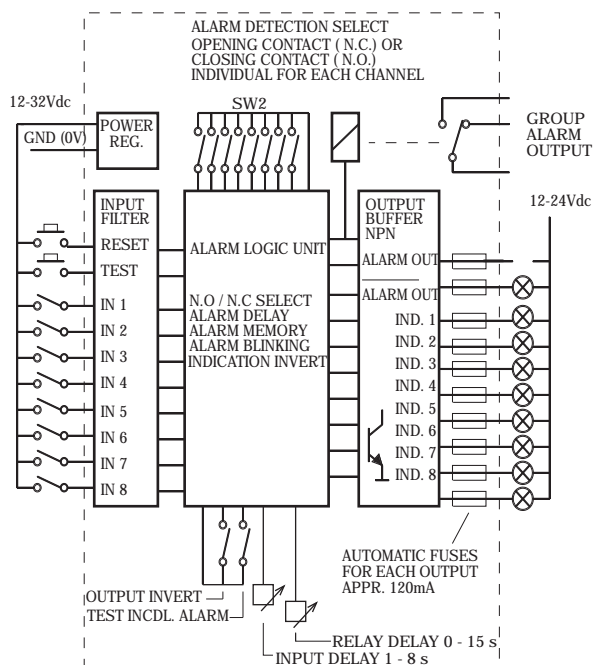 ALARM DETECTION SELECT
OPENING CONTACT ( N.C.) OR
CLOSING CONTACT ( N.O.)
INDIVIDUAL FOR EACH CHANNEL
12-32Vdc
SW2
GND (0V)
POWER
REG.
GROUP
ALARM
OUTPUT
12-24Vdc
INPUT
FILTER
RESET
TEST
IN 1
IN 2
IN 3
IN 4
IN 5
IN 6
IN 7
IN 8
ALARM LOGIC UNIT
N.O / N.C SELECT
ALARM DELAY
ALARM MEMORY
ALARM BLINKING
INDICATION INVERT
OUTPUT
BUFFER
NPN
ALARM OUT
ALARM OUT
IND. 1
IND. 2
IND. 3
IND. 4
IND. 5
IND. 6
IND. 7
IND. 8
AUTOMATIC FUSES
FOR EACH OUTPUT
APPR. 120mA
OUTPUT INVERT
TEST INCDL. ALARM
RELAY DELAY 0 - 15 s
INPUT DELAY 1 - 8 s